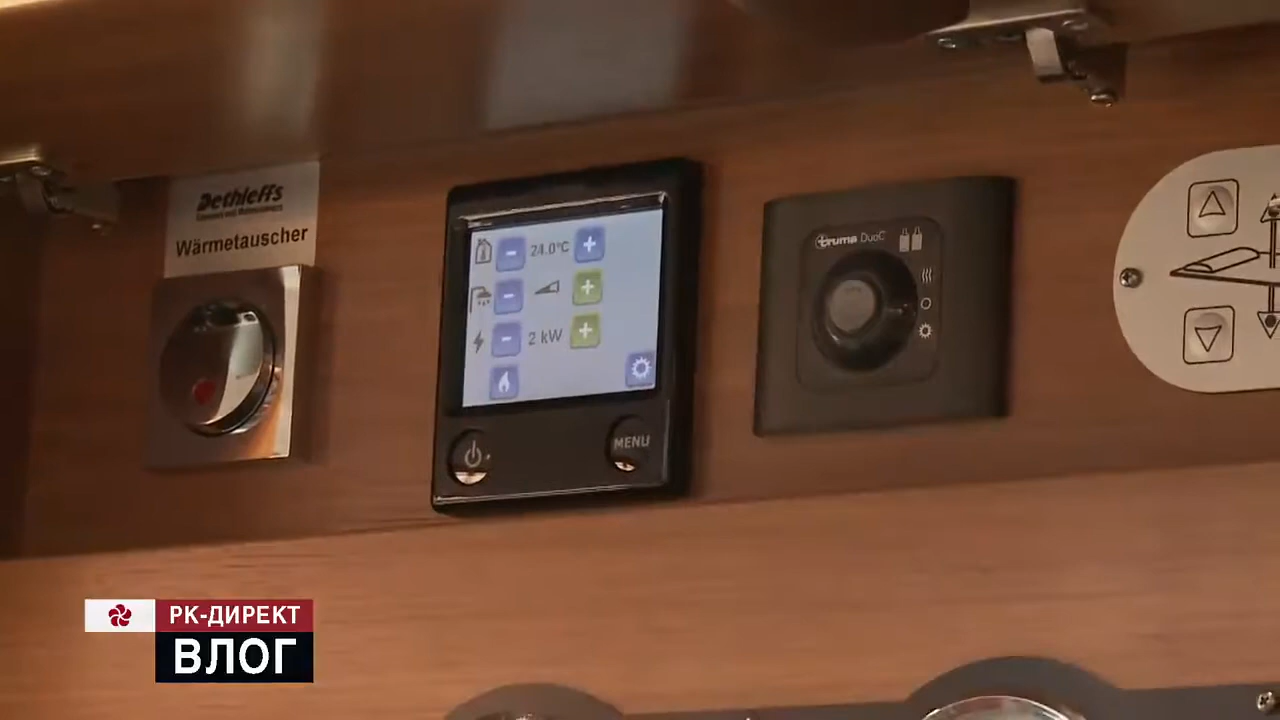 Dethleffs
Wärmetauscher
24.0°C
2 kW
MENU
truma DuoC
РК-ДИРЕКТ
ВЛОГ